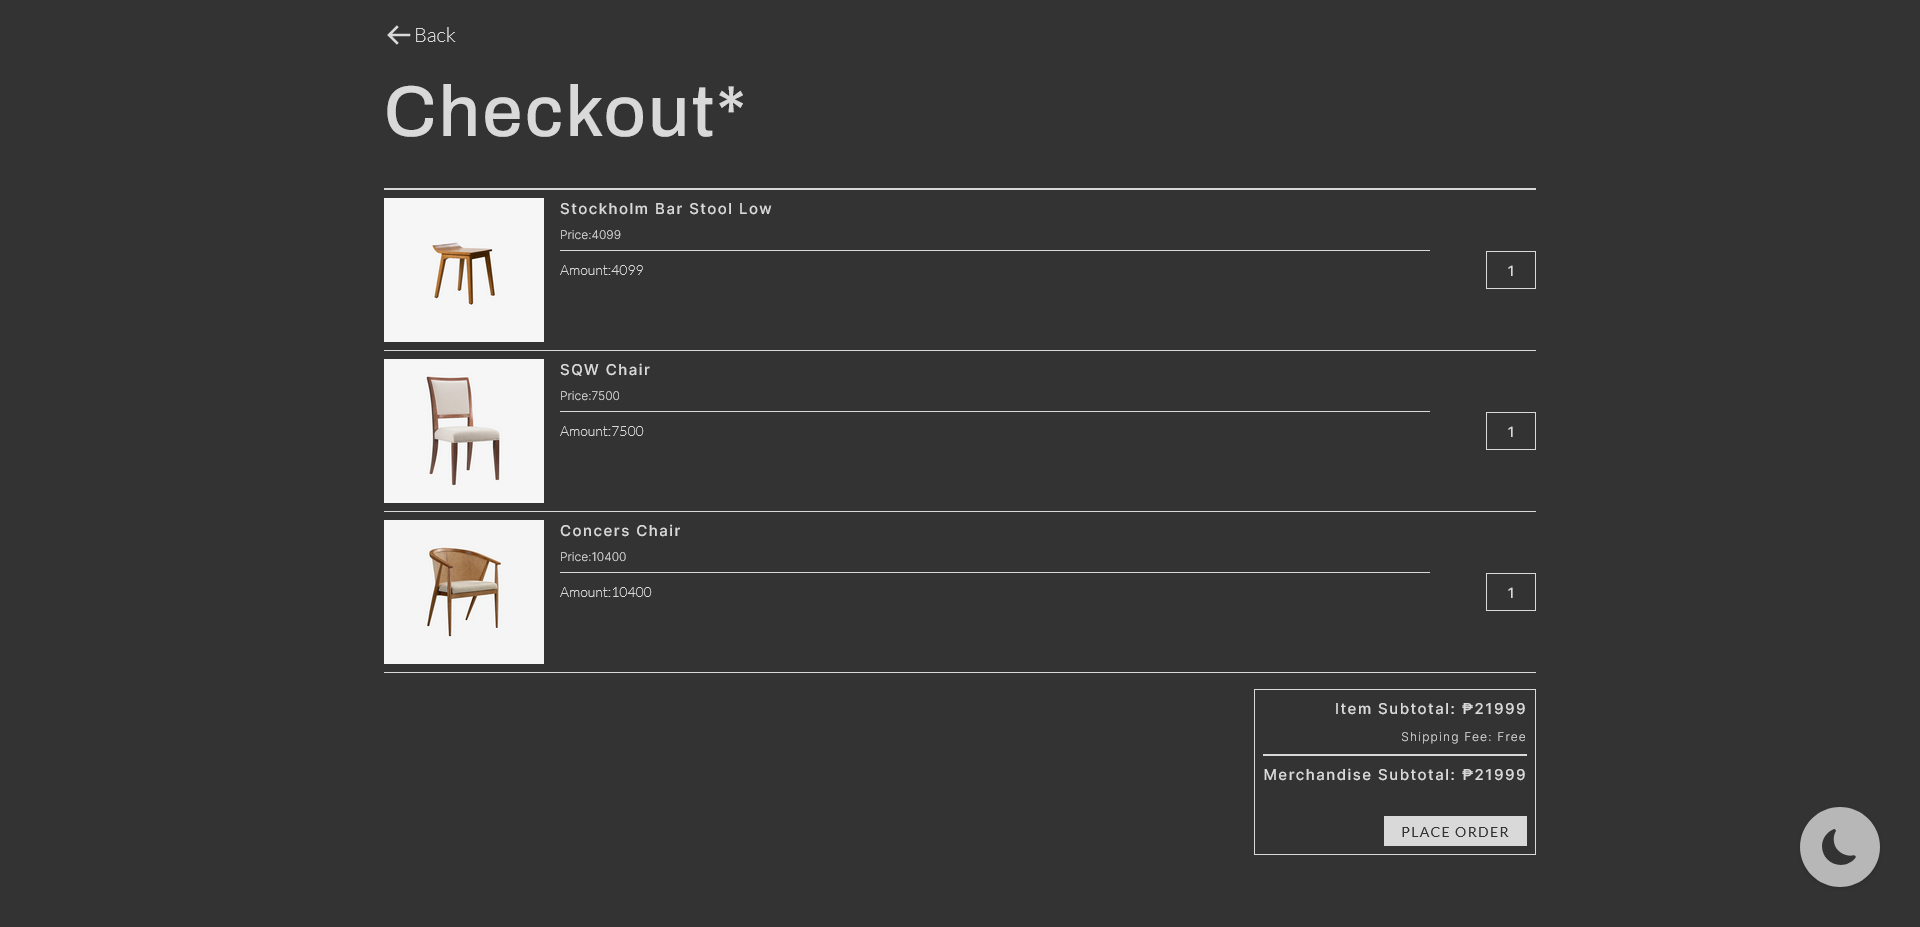 Back
Checkout*
Stockholm Bar Stool Low
Price:4099
Amount:4099
1
SQW Chair
Price:7500
Amount:7500
1
Concers Chair
Price:10400
Amount:10400
1
Item Subtotal: ₱21999
Shipping Fee: Free
Merchandise Subtotal: ₱21999
PLACE ORDER